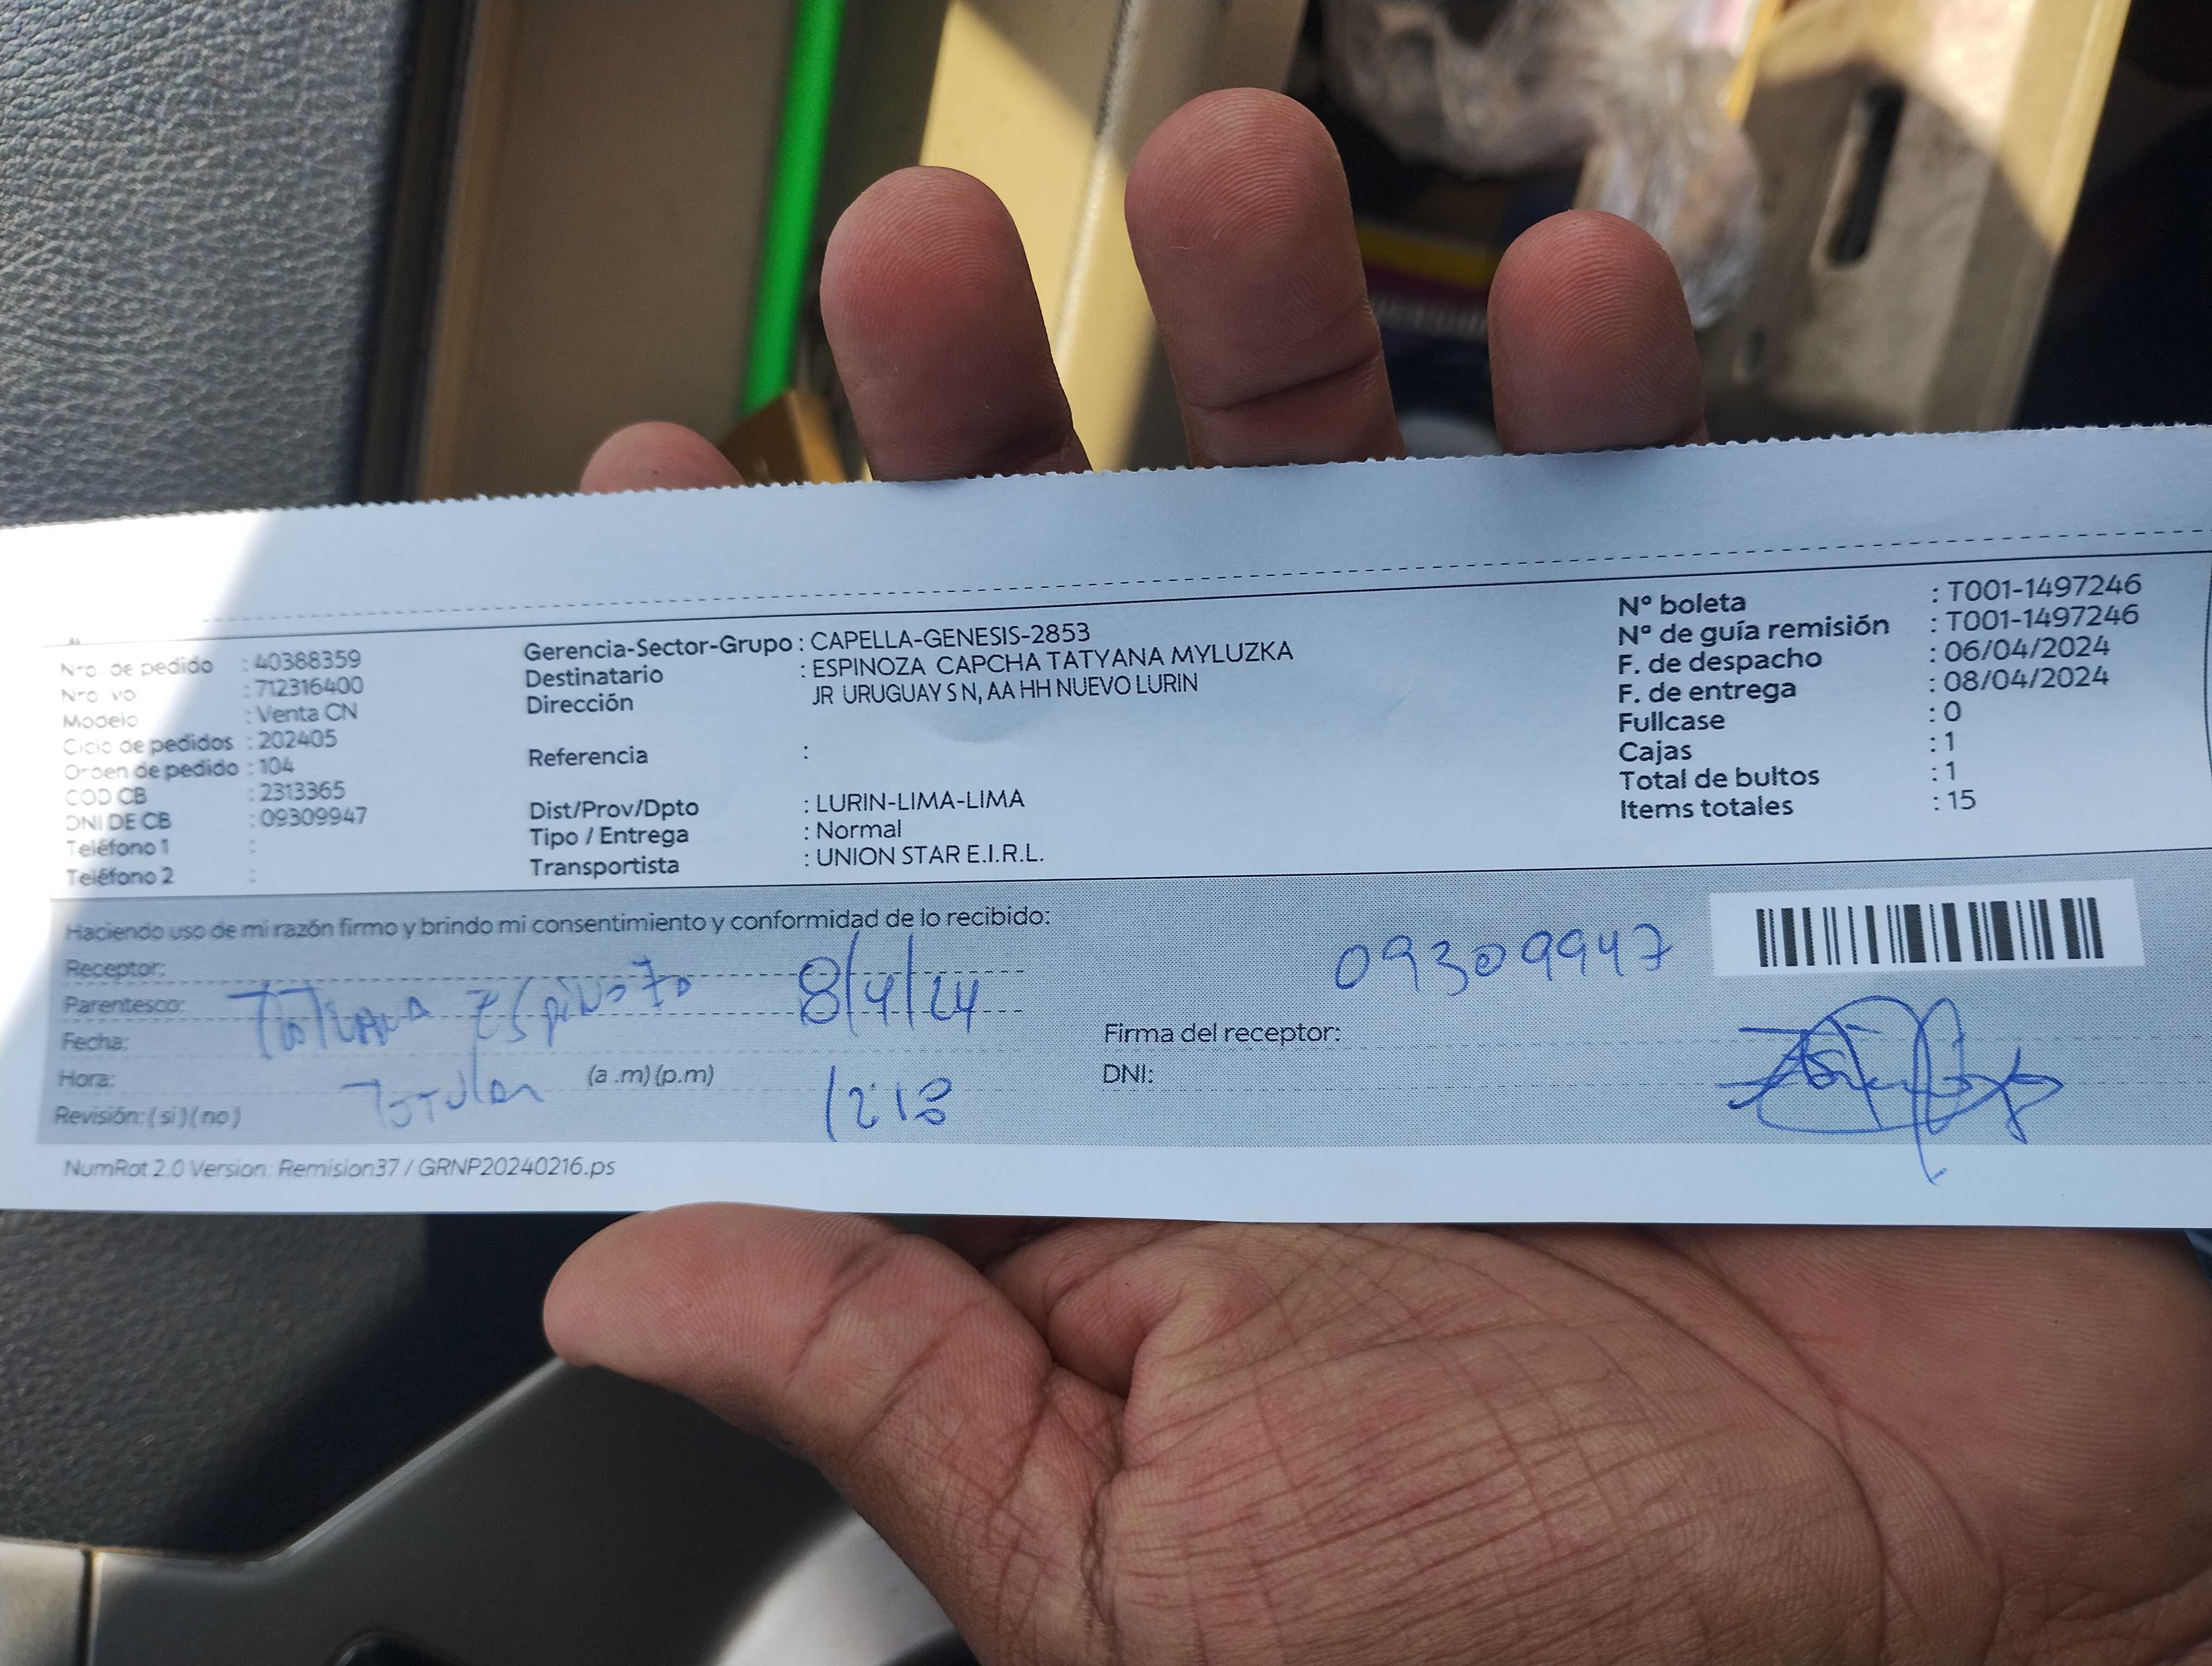 Nro. de pedido : 40388359
Nro. vo : 712316400
Modelo : Venta CN
Ciclo de pedidos : 202405
Orden de pedido : 104
COD CB : 2313365
DNI DE CB : 09309947
Teléfono 1 :
Teléfono 2 :
Gerencia-Sector-Grupo : CAPELLA-GENESIS-2853
Destinatario : ESPINOZA CAPCHA TATYANA MYLUZKA
Dirección JR URUGUAY S N, AA HH NUEVO LURIN
Referencia :
Dist/Prov/Dpto : LURIN-LIMA-LIMA
Tipo / Entrega : Normal
Transportista : UNION STAR E.I.R.L.
Nº boleta : T001-1497246
Nº de guía remisión : T001-1497246
F. de despacho : 06/04/2024
F. de entrega : 08/04/2024
Fullcase : 0
Cajas : 1
Total de bultos : 1
Items totales : 15
Haciendo uso de mi razón firmo y brindo mi consentimiento y conformidad de lo recibido:
Receptor:
Parentesco: Tatiana Espinoza 8/4/24
Fecha:
Hora: (a .m) (p.m)
Revisión: ( si ) ( no ) Titular 1218
09309947
Firma del receptor:
DNI:
NumRot 2.0 Version: Remision37 / GRNP20240216.ps